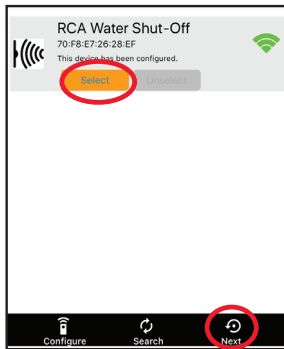 RCA Water Shut-Off
70:F8:E7:26:28:EF
This device has been configured.
Select Unselect
Configure Search Next